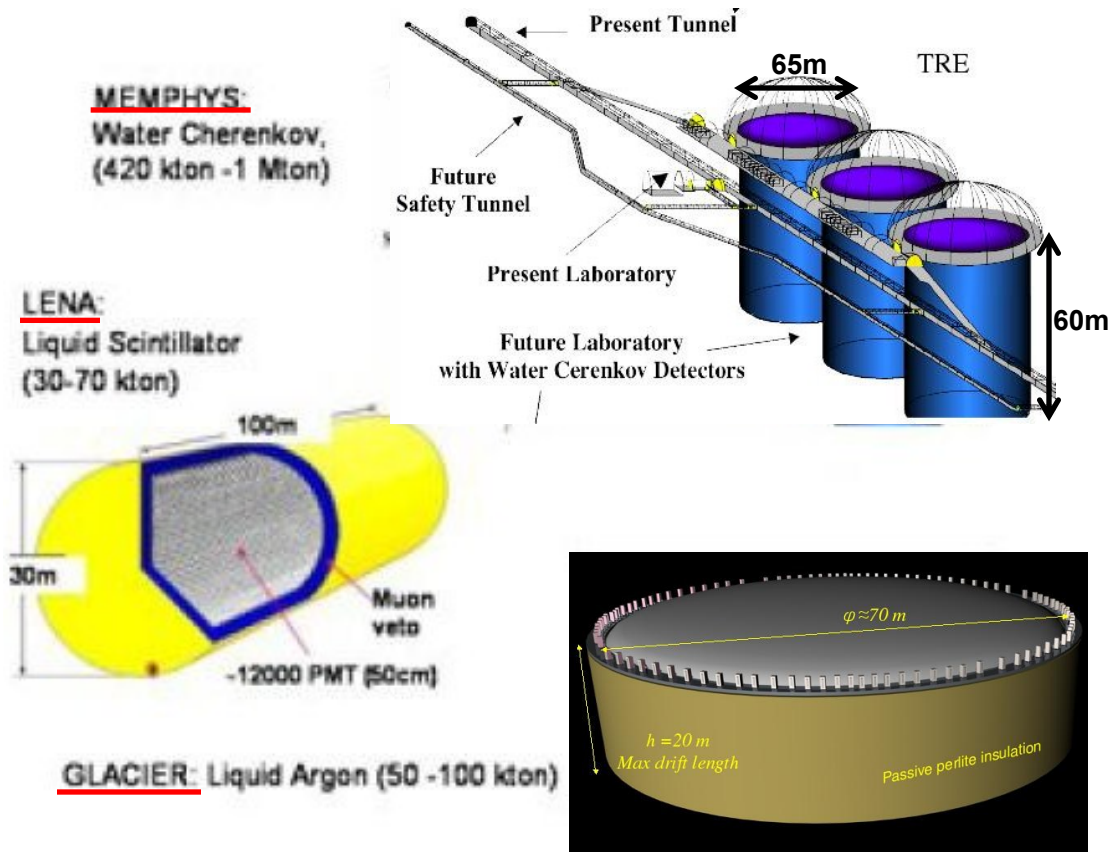 MEMPHYS:
Water Cherenkov,
(420 kton -1 Mton)
Present Tunnel
65m
TRE
Future
Safety Tunnel
Present Laboratory
60m
Future Laboratory
with Water Cerenkov Detectors
LENA:
Liquid Scintillator
(30-70 kton)
100m
30m
Muon
veto
~12000 PMT (50cm)
GLACIER: Liquid Argon (50 -100 kton)
φ≈70 m
h =20 m
Max drift length
Passive perlite insulation